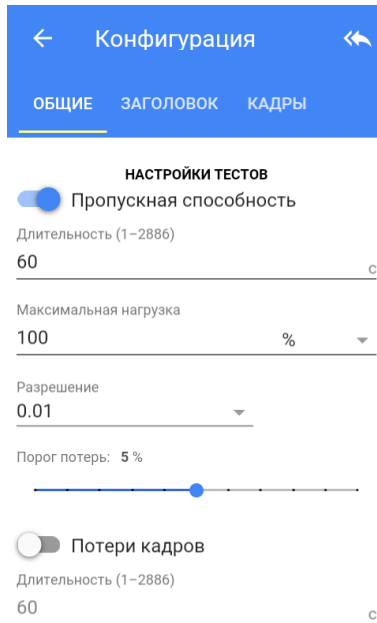 Конфигурация
ОБЩИЕ ЗАГОЛОВОК КАДРЫ
НАСТРОЙКИ ТЕСТОВ
Пропускная способность
Длительность (1–2886)
60 с
Максимальная нагрузка
100 %
Разрешение
0.01
Порог потерь: 5 %
Потери кадров
Длительность (1–2886)
60 с